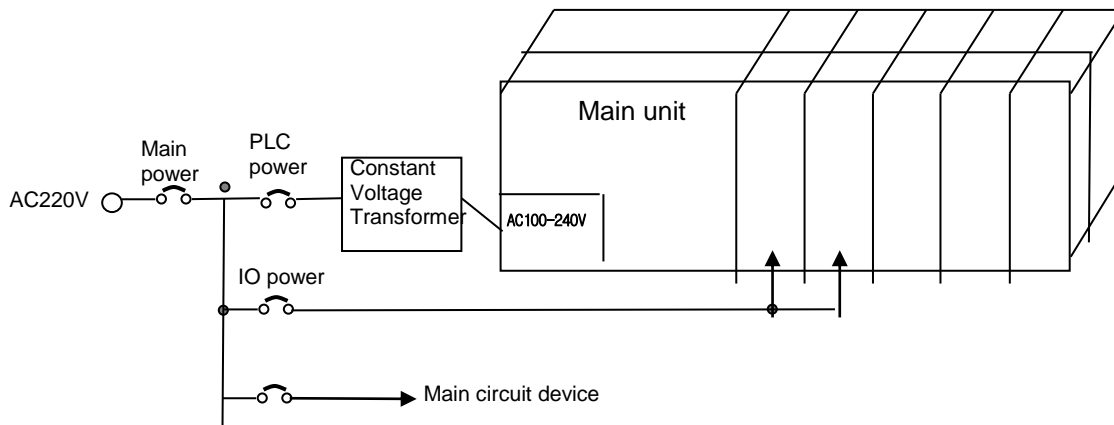 Main unit
Main
power
PLC
power
Constant
Voltage
Transformer
AC220V
AC100-240V
IO power
Main circuit device